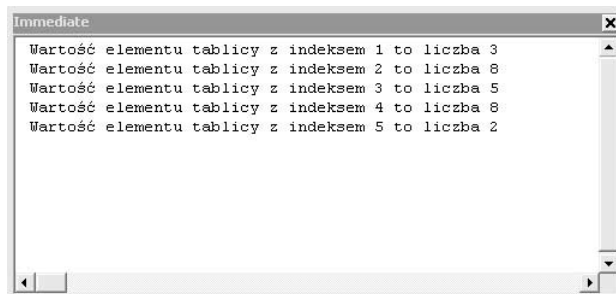 Immediate
Wartość elementu tablicy z indeksem 1 to liczba 3
Wartość elementu tablicy z indeksem 2 to liczba 8
Wartość elementu tablicy z indeksem 3 to liczba 5
Wartość elementu tablicy z indeksem 4 to liczba 8
Wartość elementu tablicy z indeksem 5 to liczba 2